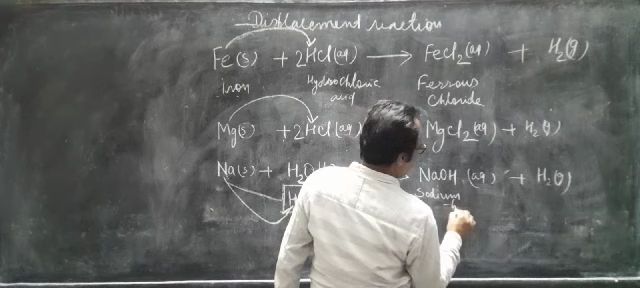 Displacement reaction
Fe(s) + 2HCl(aq) → FeCl₂(aq) + H₂(g)
Iron Hydrochloric acid Ferrous Chloride
Mg(s) + 2HCl(aq) MgCl₂(aq) + H₂(g)
Na(s) + NaOH (aq) + H₂(g)
Sodium